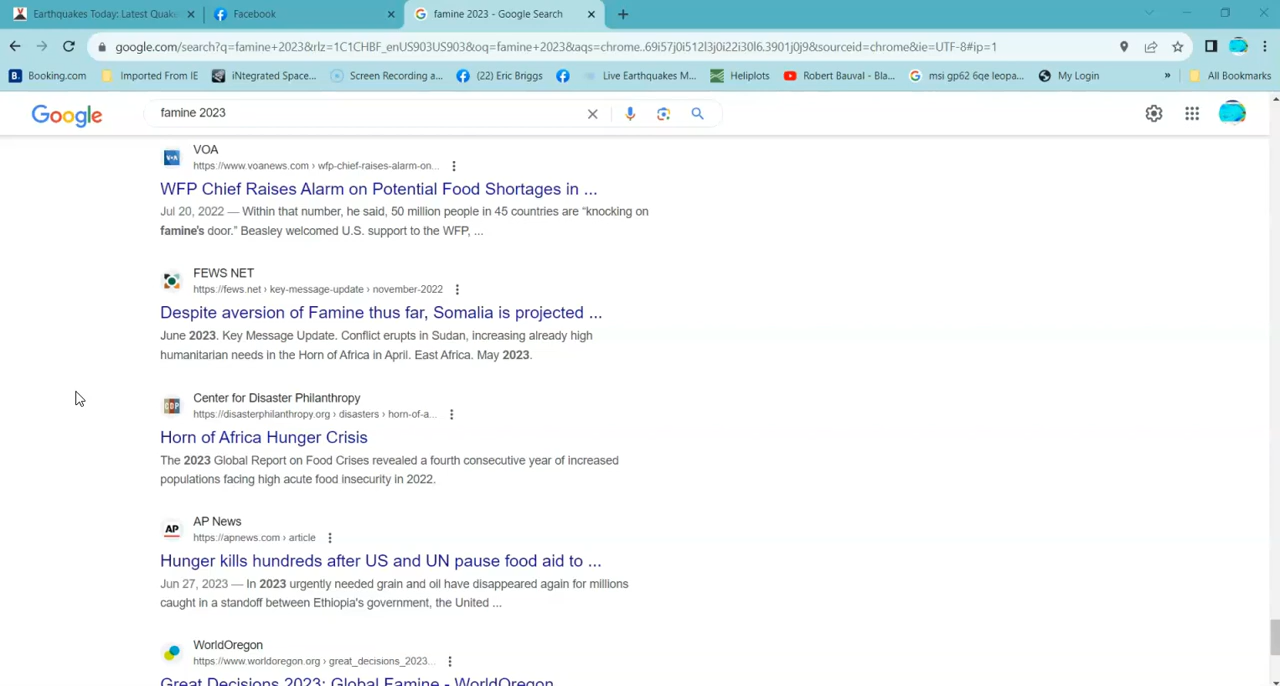 Earthquakes Today: Latest Quake
Facebook
famine 2023 - Google Search
google.com/search?q=famine+2023&rlz=1C1CHBF_enUS903US903&oq=famine+2023&aqs=chrome..69i57j0i512l3j0i22i30l6.3901j0j9&sourceid=chrome&ie=UTF-8#ip=1
Booking.com
Imported From IE
iNtegrated Space...
Screen Recording a...
(22) Eric Briggs
Live Earthquakes M...
Heliplots
Robert Bauval - Bla...
msi gp62 6qe leopa...
My Login
»
All Bookmarks
Google
famine 2023
VOA
https://www.voanews.com › wfp-chief-raises-alarm-on...
WFP Chief Raises Alarm on Potential Food Shortages in ...
Jul 20, 2022 — Within that number, he said, 50 million people in 45 countries are “knocking on
famine's door.” Beasley welcomed U.S. support to the WFP, ...
FEWS NET
https://fews.net › key-message-update › november-2022
Despite aversion of Famine thus far, Somalia is projected ...
June 2023. Key Message Update. Conflict erupts in Sudan, increasing already high
humanitarian needs in the Horn of Africa in April. East Africa. May 2023.
CDP
Center for Disaster Philanthropy
https://disasterphilanthropy.org › disasters › horn-of-a...
Horn of Africa Hunger Crisis
The 2023 Global Report on Food Crises revealed a fourth consecutive year of increased
populations facing high acute food insecurity in 2022.
AP
AP News
https://apnews.com › article
Hunger kills hundreds after US and UN pause food aid to ...
Jun 27, 2023 — In 2023 urgently needed grain and oil have disappeared again for millions
caught in a standoff between Ethiopia's government, the United ...
WorldOregon
https://www.worldoregon.org › great_decisions_2023...
Great Decisions 2023: Global Famine - WorldOregon